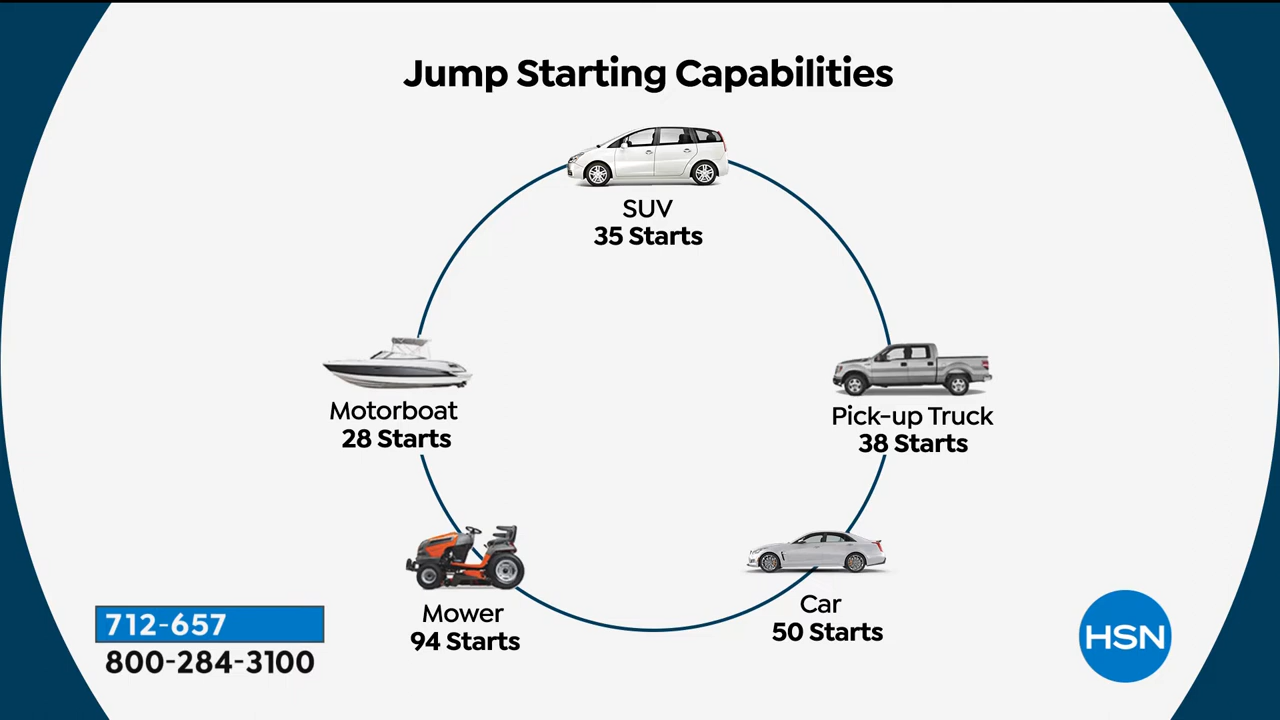 Jump Starting Capabilities
SUV
35 Starts
Motorboat
28 Starts
Pick-up Truck
38 Starts
Mower
94 Starts
Car
50 Starts
712-657
800-284-3100
HSN